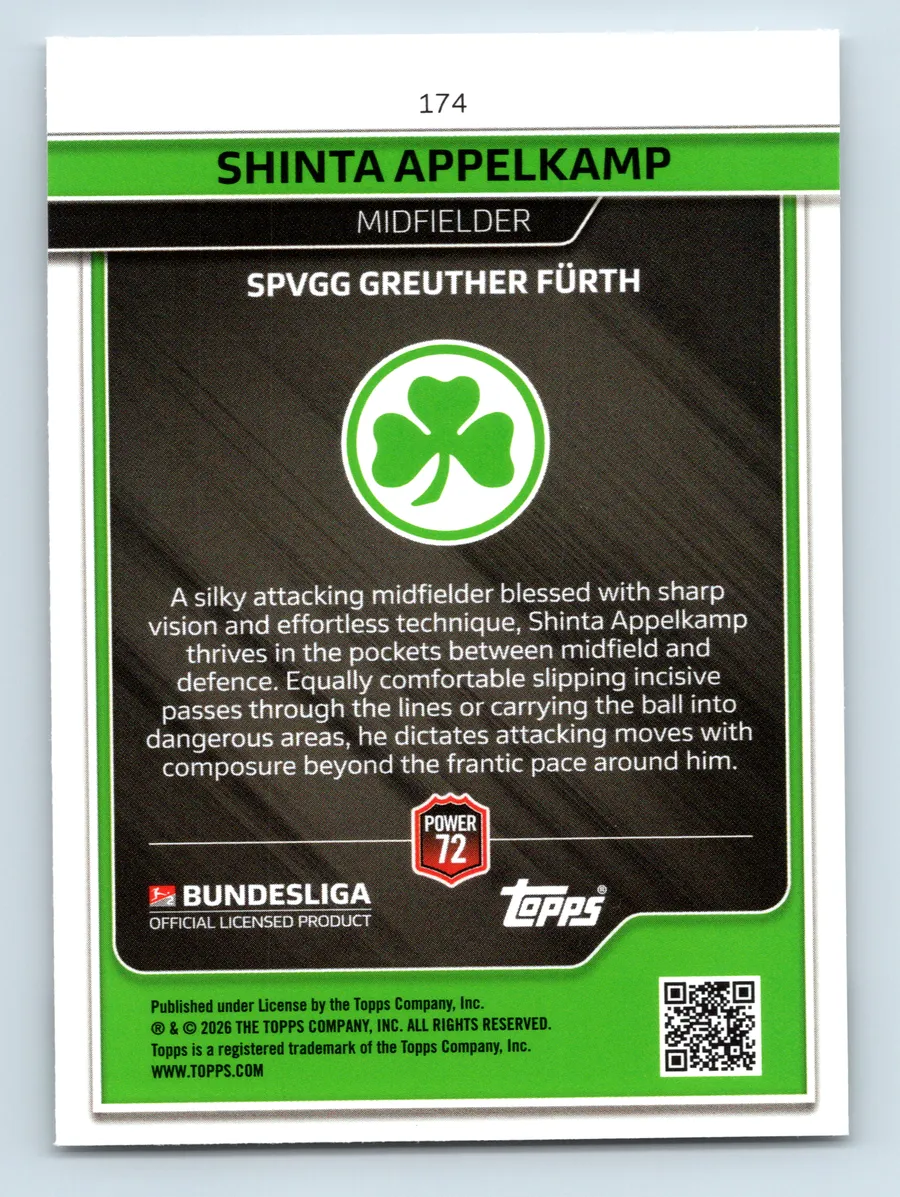 174
SHINTA APPELKAMP
MIDFIELDER
SPVGG GREUTHER FÜRTH
A silky attacking midfielder blessed with sharp
vision and effortless technique, Shinta Appelkamp
thrives in the pockets between midfield and
defence. Equally comfortable slipping incisive
passes through the lines or carrying the ball into
dangerous areas, he dictates attacking moves with
composure beyond the frantic pace around him.
POWER
72
2 BUNDESLIGA
OFFICIAL LICENSED PRODUCT
Topps®
Published under License by the Topps Company, Inc.
® & © 2026 THE TOPPS COMPANY, INC. ALL RIGHTS RESERVED.
Topps is a registered trademark of the Topps Company, Inc.
WWW.TOPPS.COM